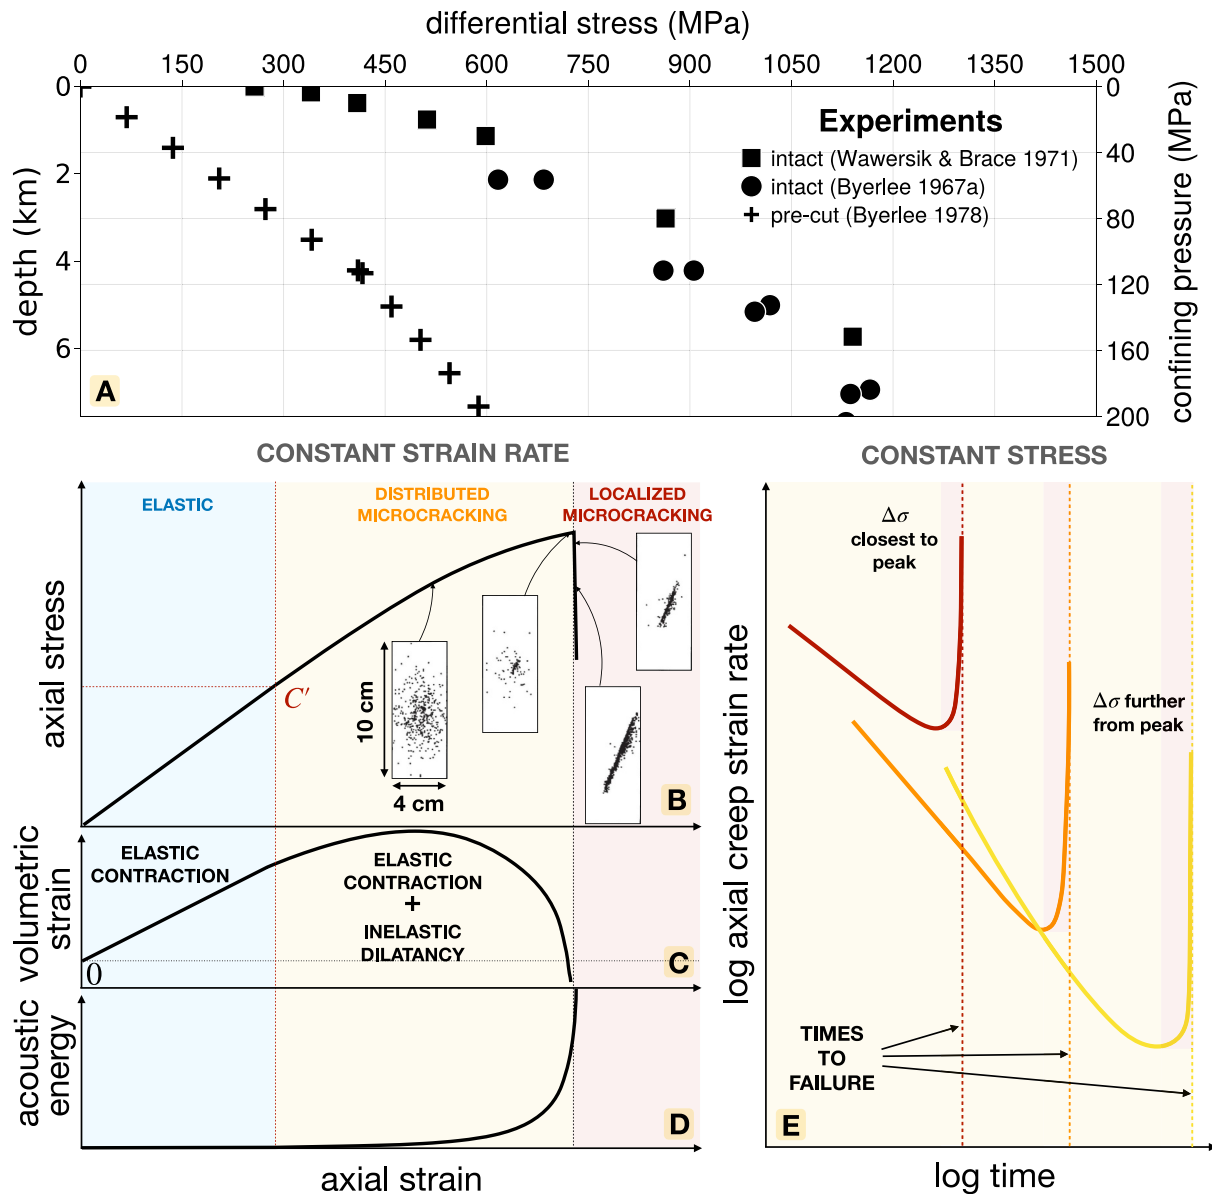 differential stress (MPa)
0 150 300 450 600 750 900 1050 1200 1350 1500
depth (km)
0
2
4
6
confining pressure (MPa)
0
40
80
120
160
200
Experiments
intact (Wawersik & Brace 1971)
intact (Byerlee 1967a)
pre-cut (Byerlee 1978)
A
CONSTANT STRAIN RATE
axial stress
ELASTIC
DISTRIBUTED
MICROCRACKING
LOCALIZED
MICROCRACKING
C′
10 cm
4 cm
B
volumetric
strain
ELASTIC
CONTRACTION
ELASTIC
CONTRACTION
+
INELASTIC
DILATANCY
0
C
acoustic
energy
D
axial strain
CONSTANT STRESS
log axial creep strain rate
Δσ
closest to
peak
Δσ further
from peak
TIMES
TO
FAILURE
E
log time